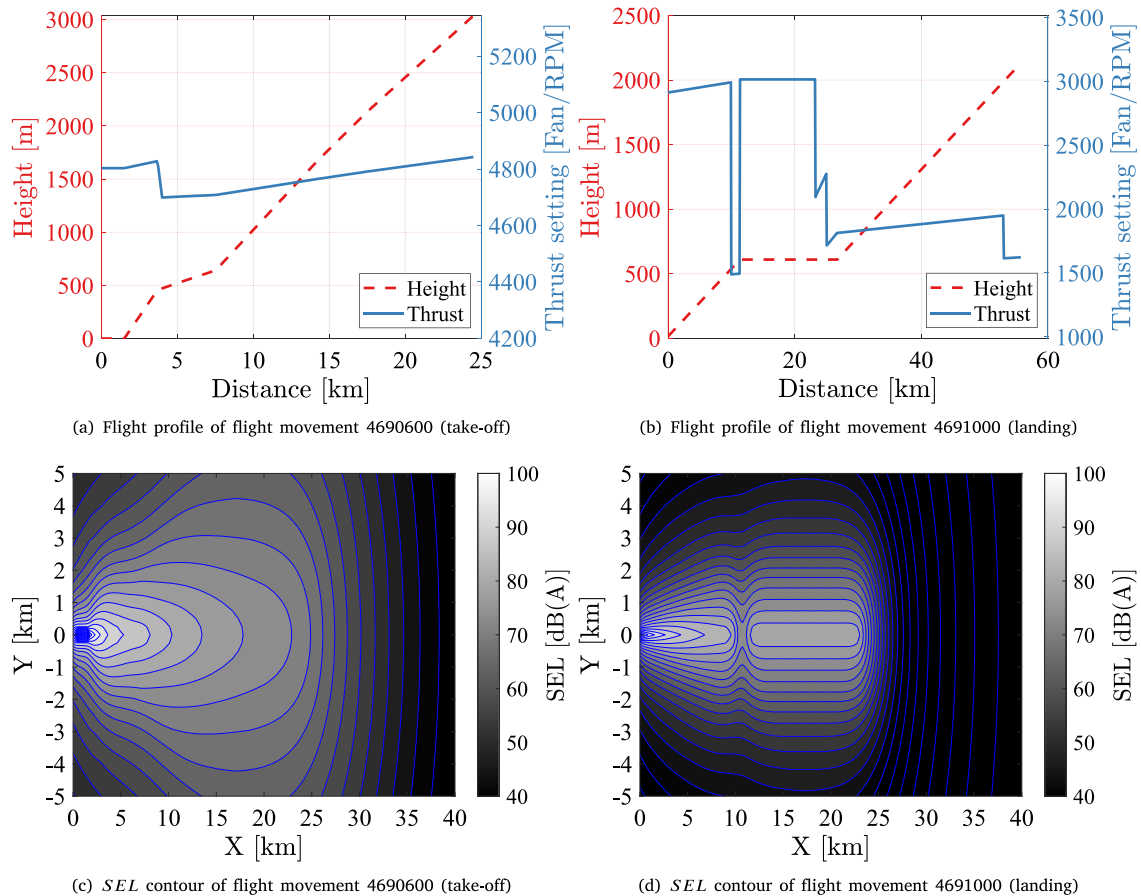 3000
2500
2000
1500
1000
500
0
Height [m]
5200
5000
4800
4600
4400
4200
Thrust setting [Fan/RPM]
Height
Thrust
0 5 10 15 20 25
Distance [km]
(a) Flight profile of flight movement 4690600 (take-off)
2500
2000
1500
1000
500
0
Height [m]
3500
3000
2500
2000
1500
1000
Thrust setting [Fan/RPM]
Height
Thrust
0 20 40 60
Distance [km]
(b) Flight profile of flight movement 4691000 (landing)
5
4
3
2
1
0
-1
-2
-3
-4
-5
Y [km]
0 5 10 15 20 25 30 35 40
X [km]
100
90
80
70
60
50
40
SEL [dB(A)]
(c) SEL contour of flight movement 4690600 (take-off)
5
4
3
2
1
0
-1
-2
-3
-4
-5
Y [km]
0 5 10 15 20 25 30 35 40
X [km]
100
90
80
70
60
50
40
SEL [dB(A)]
(d) SEL contour of flight movement 4691000 (landing)